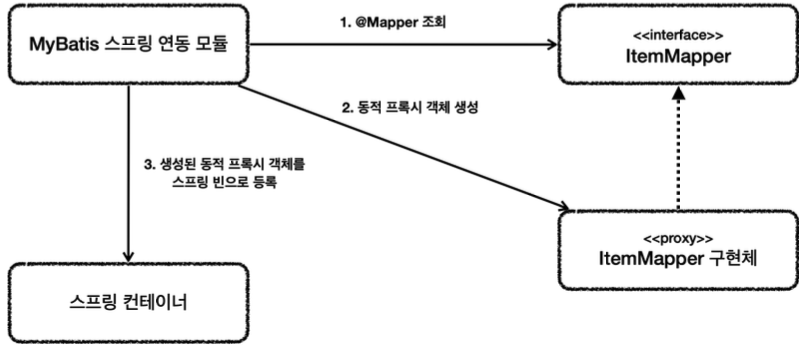 MyBatis 스프링 연동 모듈
1. @Mapper 조회
<<interface>>
ItemMapper
2. 동적 프록시 객체 생성
3. 생성된 동적 프록시 객체를
스프링 빈으로 등록
<<proxy>>
ItemMapper 구현체
스프링 컨테이너